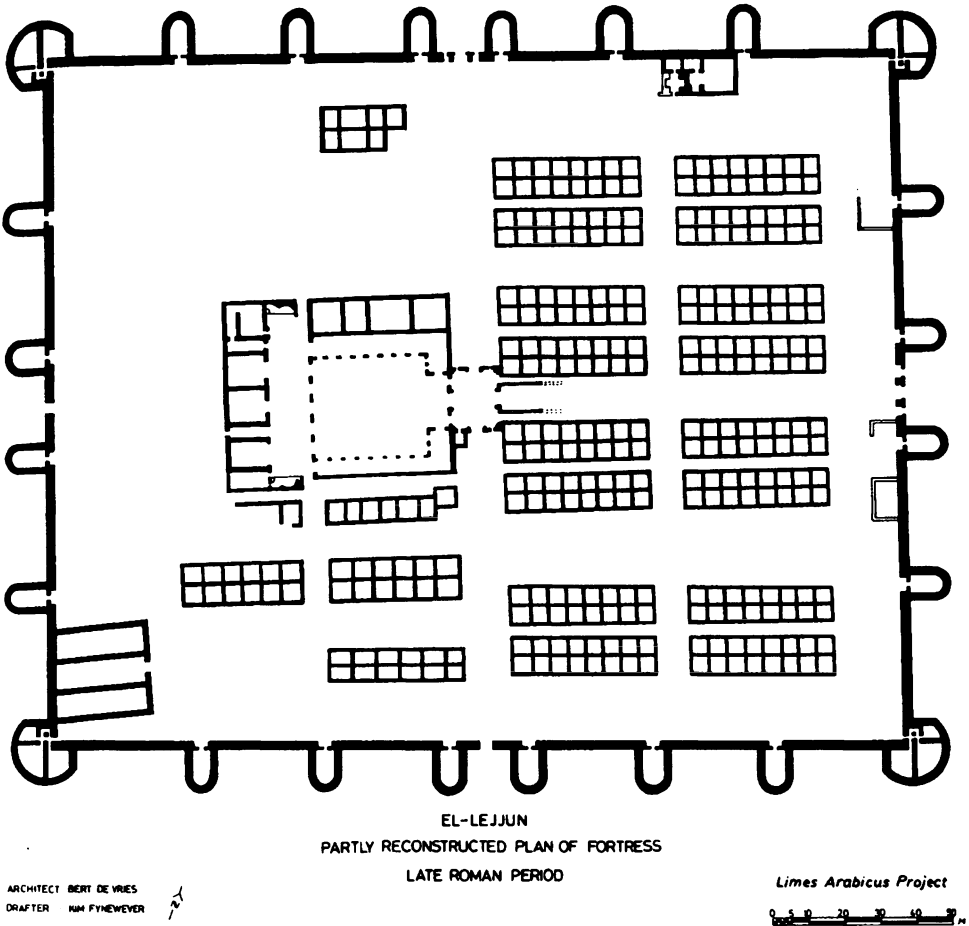 EL-LEJJUN
PARTLY RECONSTRUCTED PLAN OF FORTRESS
LATE ROMAN PERIOD
ARCHITECT BERT DE VRIES
DRAFTER KIM FYNEWEVER
N
Limes Arabicus Project
0 5 10 20 30 40 50 M